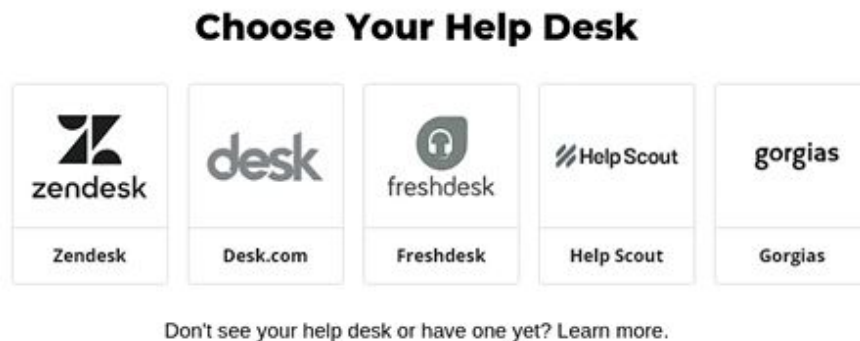 Choose Your Help Desk
zendesk
desk
freshdesk
Help Scout
gorgias
Zendesk
Desk.com
Freshdesk
Help Scout
Gorgias
Don't see your help desk or have one yet? Learn more.